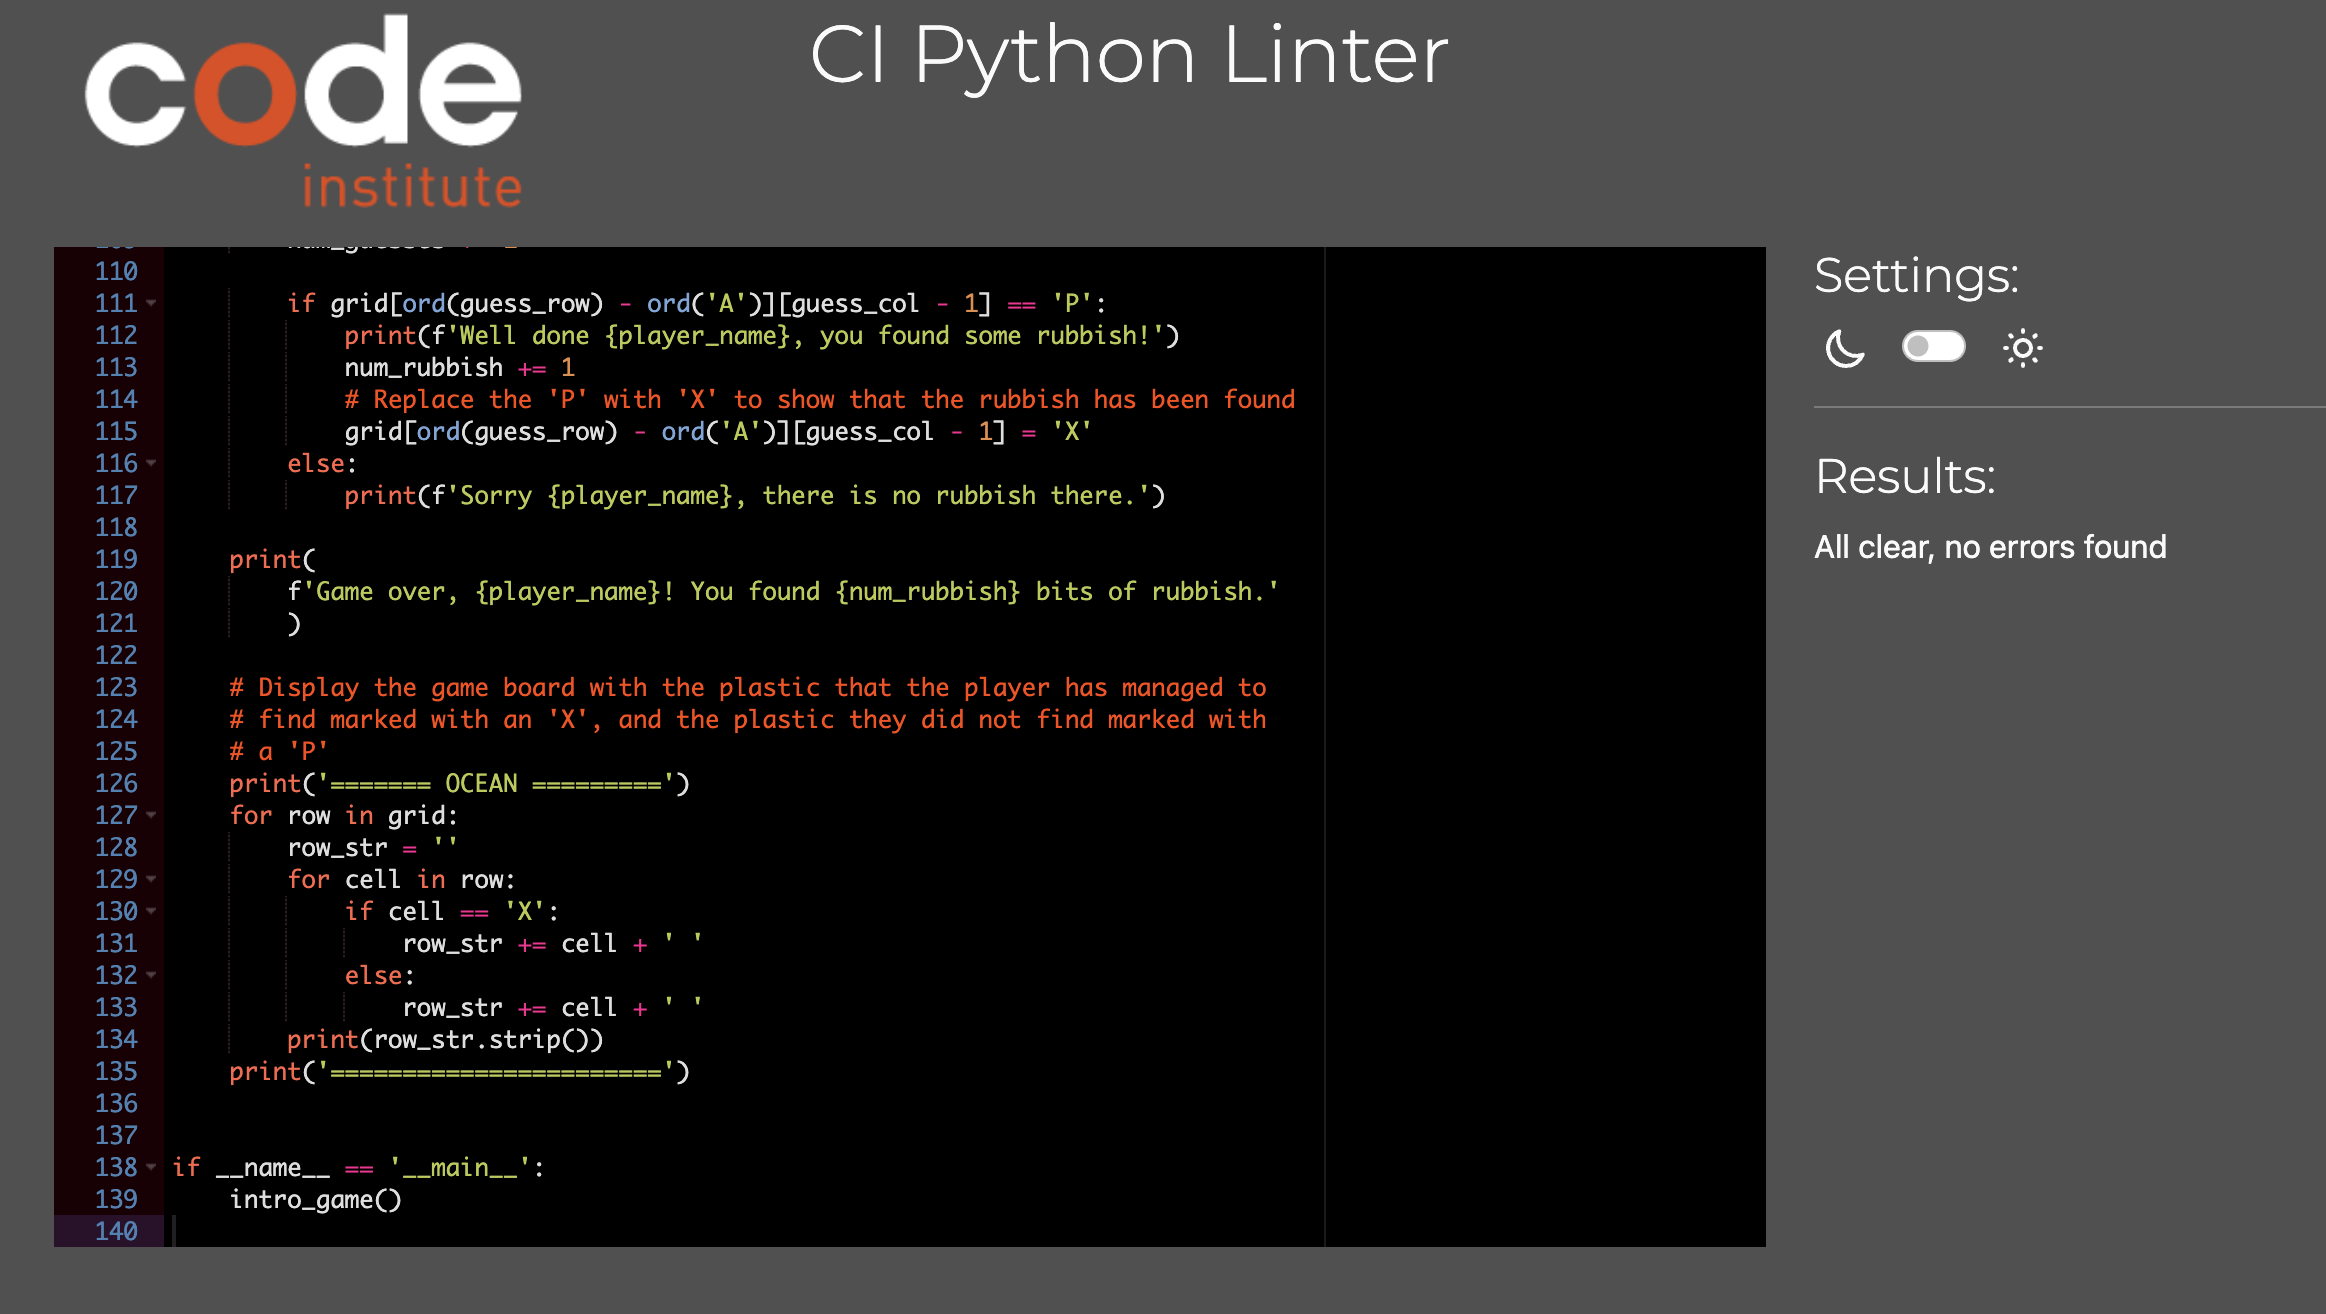 code
institute
CI Python Linter
110
111 if grid[ord(guess_row) - ord('A')][guess_col - 1] == 'P':
112 print(f'Well done {player_name}, you found some rubbish!')
113 num_rubbish += 1
114 # Replace the 'P' with 'X' to show that the rubbish has been found
115 grid[ord(guess_row) - ord('A')][guess_col - 1] = 'X'
116 else:
117 print(f'Sorry {player_name}, there is no rubbish there.')
118
119 print(
120 f'Game over, {player_name}! You found {num_rubbish} bits of rubbish.'
121 )
122
123 # Display the game board with the plastic that the player has managed to
124 # find marked with an 'X', and the plastic they did not find marked with
125 # a 'P'
126 print('======= OCEAN =========')
127 for row in grid:
128 row_str = ''
129 for cell in row:
130 if cell == 'X':
131 row_str += cell + ' '
132 else:
133 row_str += cell + ' '
134 print(row_str.strip())
135 print('=======================')
136
137
138 if __name__ == '__main__':
139 intro_game()
140
Settings:
Results:
All clear, no errors found